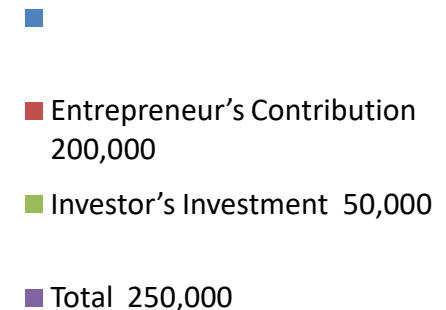 Entrepreneur’s Contribution
200,000
Investor’s Investment  50,000
Total  250,000